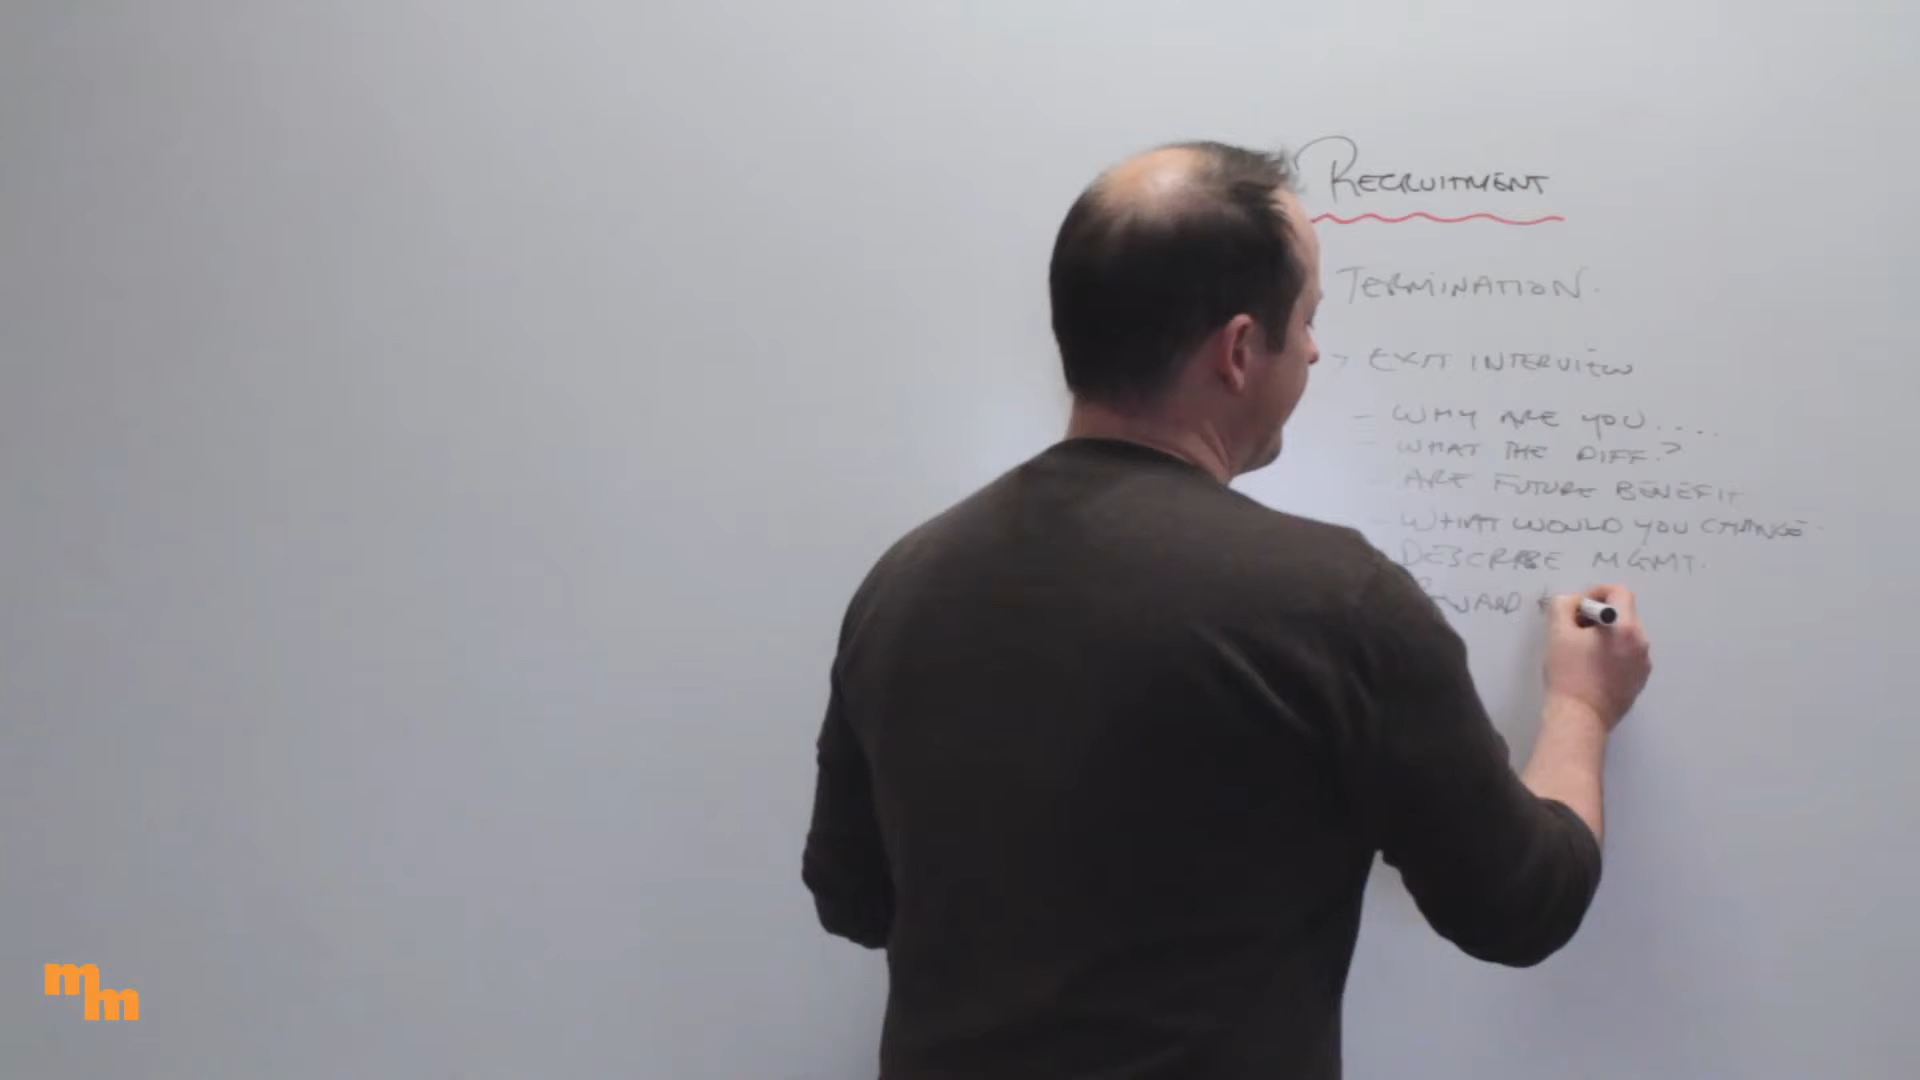 RECRUITMENT
TERMINATION.
> EXIT INTERVIEW
- WHY ARE YOU....
- WHAT THE DIFF.?
- ARE FUTURE BENEFIT
- WHAT WOULD YOU CHANGE.
DESCRIBE MGMT.
mm